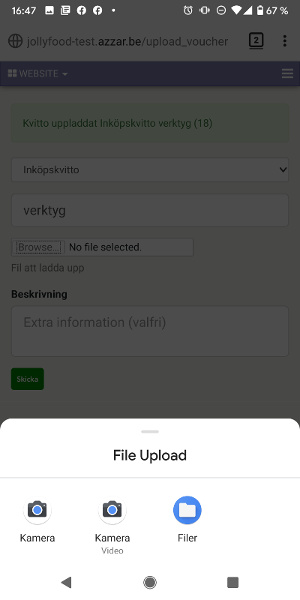 16:47
67 %
jollyfood-test.azzar.be/upload_voucher
2
WEBSITE
Kvitto uppladdat Inköpskvitto verktyg (18)
Inköpskvitto
verktyg
Browse... No file selected.
Fil att ladda upp
Beskrivning
Extra information (valfri)
Skicka
File Upload
Kamera
Kamera
Video
Filer